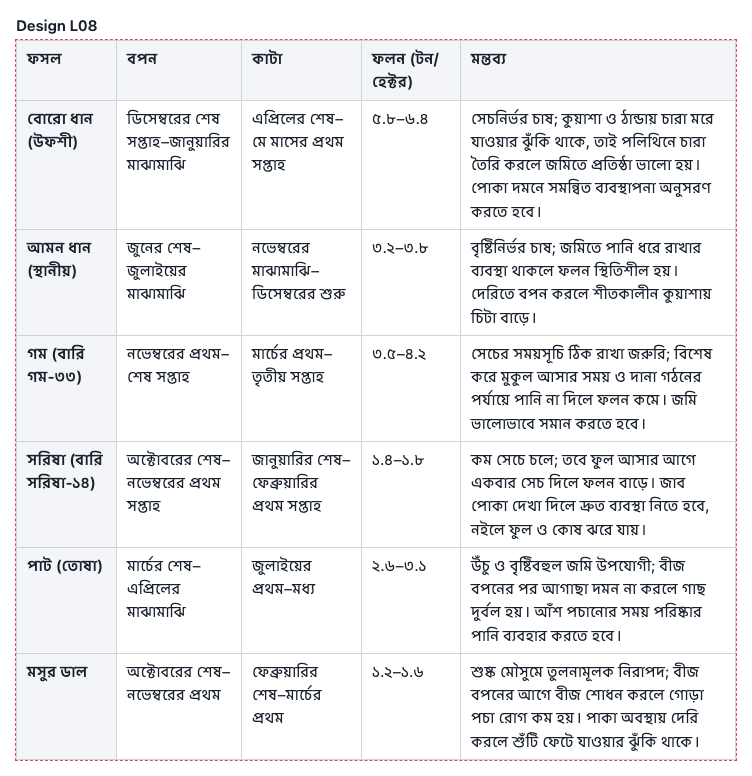 Design L08
ফসল
বপন
কাটা
ফলন (টন/
হেক্টর)
মন্তব্য
বোরো ধান
(উফশী)
ডিসেম্বরের শেষ
সপ্তাহ–জানুয়ারির
মাঝামাঝি
এপ্রিলের শেষ–
মে মাসের প্রথম
সপ্তাহ
৫.৮–৬.৪
সেচনির্ভর চাষ; কুয়াশা ও ঠান্ডায় চারা মরে
যাওয়ার ঝুঁকি থাকে, তাই পলিথিনে চারা
তৈরি করলে জমিতে প্রতিষ্ঠা ভালো হয়।
পোকা দমনে সমন্বিত ব্যবস্থাপনা অনুসরণ
করতে হবে।
আমন ধান
(স্থানীয়)
জুনের শেষ–
জুলাইয়ের
মাঝামাঝি
নভেম্বরের
মাঝামাঝি–
ডিসেম্বরের শুরু
৩.২–৩.৮
বৃষ্টিনির্ভর চাষ; জমিতে পানি ধরে রাখার
ব্যবস্থা থাকলে ফলন স্থিতিশীল হয়।
দেরিতে বপন করলে শীতকালীন কুয়াশায়
চিটা বাড়ে।
গম (বারি
গম-৩৩)
নভেম্বরের প্রথম–
শেষ সপ্তাহ
মার্চের প্রথম–
তৃতীয় সপ্তাহ
৩.৫–৪.২
সেচের সময়সূচি ঠিক রাখা জরুরি; বিশেষ
করে মুকুল আসার সময় ও দানা গঠনের
পর্যায়ে পানি না দিলে ফলন কমে। জমি
ভালোভাবে সমান করতে হবে।
সরিষা (বারি
সরিষা-১৪)
অক্টোবরের শেষ–
নভেম্বরের প্রথম
সপ্তাহ
জানুয়ারির শেষ–
ফেব্রুয়ারির
প্রথম সপ্তাহ
১.৪–১.৮
কম সেচে চলে; তবে ফুল আসার আগে
একবার সেচ দিলে ফলন বাড়ে। জাব
পোকা দেখা দিলে দ্রুত ব্যবস্থা নিতে হবে,
নইলে ফুল ও কোষ ঝরে যায়।
পাট (তোষা)
মার্চের শেষ–
এপ্রিলের
মাঝামাঝি
জুলাইয়ের
প্রথম–মধ্য
২.৬–৩.১
উঁচু ও বৃষ্টিবহুল জমি উপযোগী; বীজ
বপনের পর আগাছা দমন না করলে গাছ
দুর্বল হয়। আঁশ পচানোর সময় পরিষ্কার
পানি ব্যবহার করতে হবে।
মসুর ডাল
অক্টোবরের শেষ–
নভেম্বরের প্রথম
ফেব্রুয়ারির
শেষ–মার্চের
প্রথম
১.২–১.৬
শুষ্ক মৌসুমে তুলনামূলক নিরাপদ; বীজ
বপনের আগে বীজ শোধন করলে গোড়া
পচা রোগ কম হয়। পাকা অবস্থায় দেরি
করলে শুঁটি ফেটে যাওয়ার ঝুঁকি থাকে।